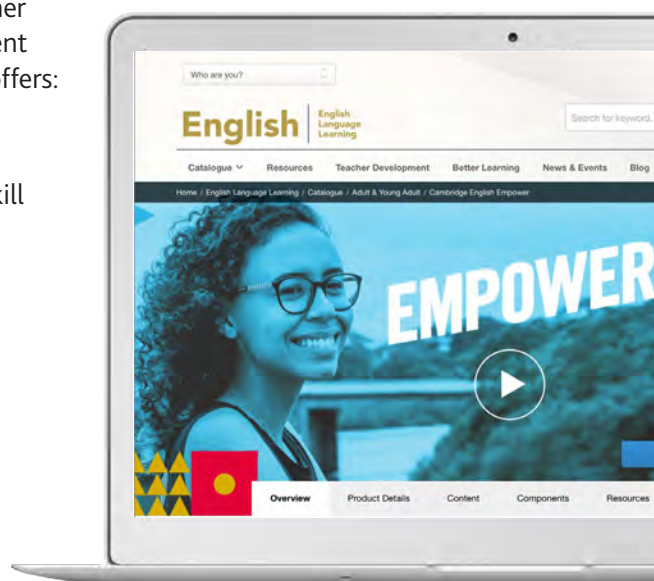 ner
ent
offers:
kill
Who are you?
English
English
Language
Learning
Search for keyword,
Catalogue Resources Teacher Development Better Learning News & Events Blog
Home / English Language Learning / Catalogue / Adult & Young Adult / Cambridge English Empower
EMPOWER
Overview Product Details Content Components Resources